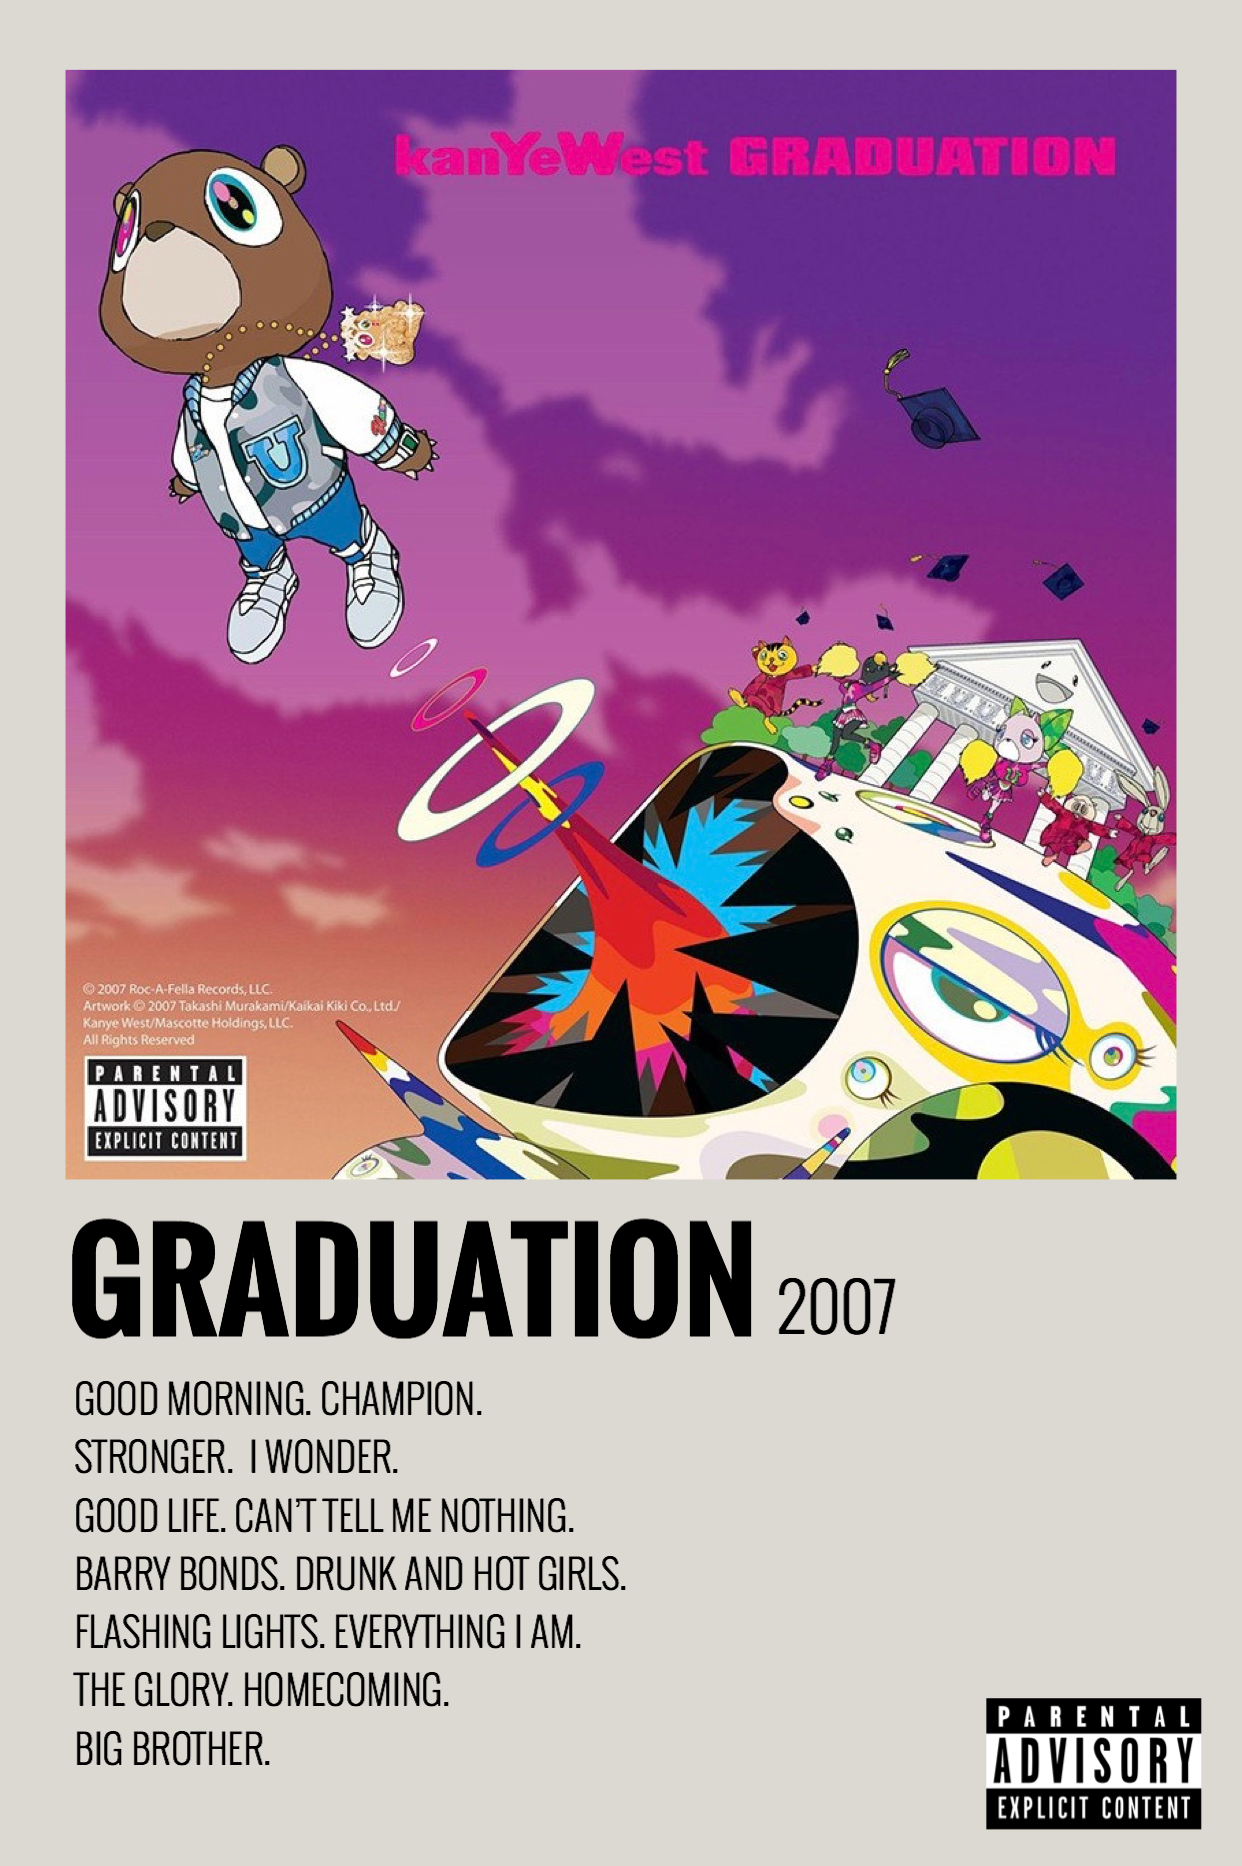 kanYeWest GRADUATION
U
© 2007 Roc-A-Fella Records, LLC.
Artwork © 2007 Takashi Murakami/Kaikai Kiki Co., Ltd./
Kanye West/Mascotte Holdings, LLC.
All Rights Reserved
PARENTAL
ADVISORY
EXPLICIT CONTENT
GRADUATION 2007
GOOD MORNING. CHAMPION.
STRONGER. I WONDER.
GOOD LIFE. CAN'T TELL ME NOTHING.
BARRY BONDS. DRUNK AND HOT GIRLS.
FLASHING LIGHTS. EVERYTHING I AM.
THE GLORY. HOMECOMING.
BIG BROTHER.
PARENTAL
ADVISORY
EXPLICIT CONTENT